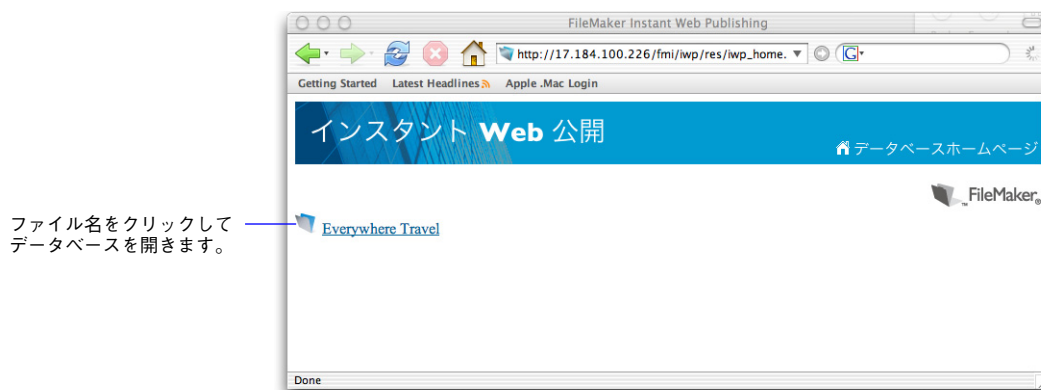 FileMaker Instant Web Publishing
http://17.184.100.226/fmi/iwp/res/iwp_home.
G
Getting Started Latest Headlines Apple .Mac Login
インスタント Web 公開
データベースホームページ
FileMaker®
ファイル名をクリックして
データベースを開きます。
Everywhere Travel
Done